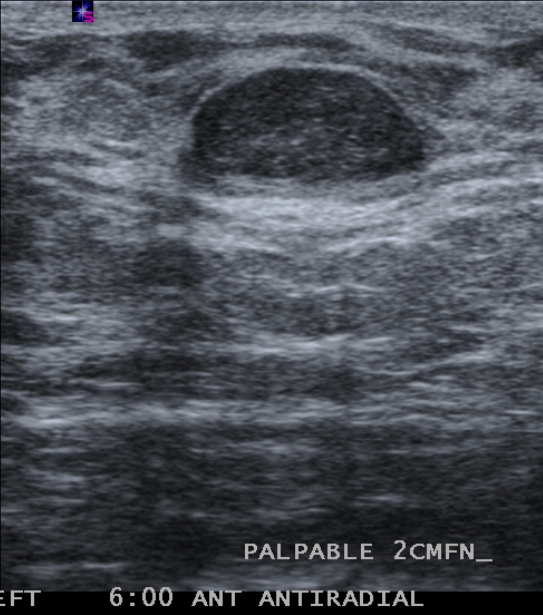 S
PALPABLE 2CMFN_
EFT 6:00 ANT ANTIRADIAL